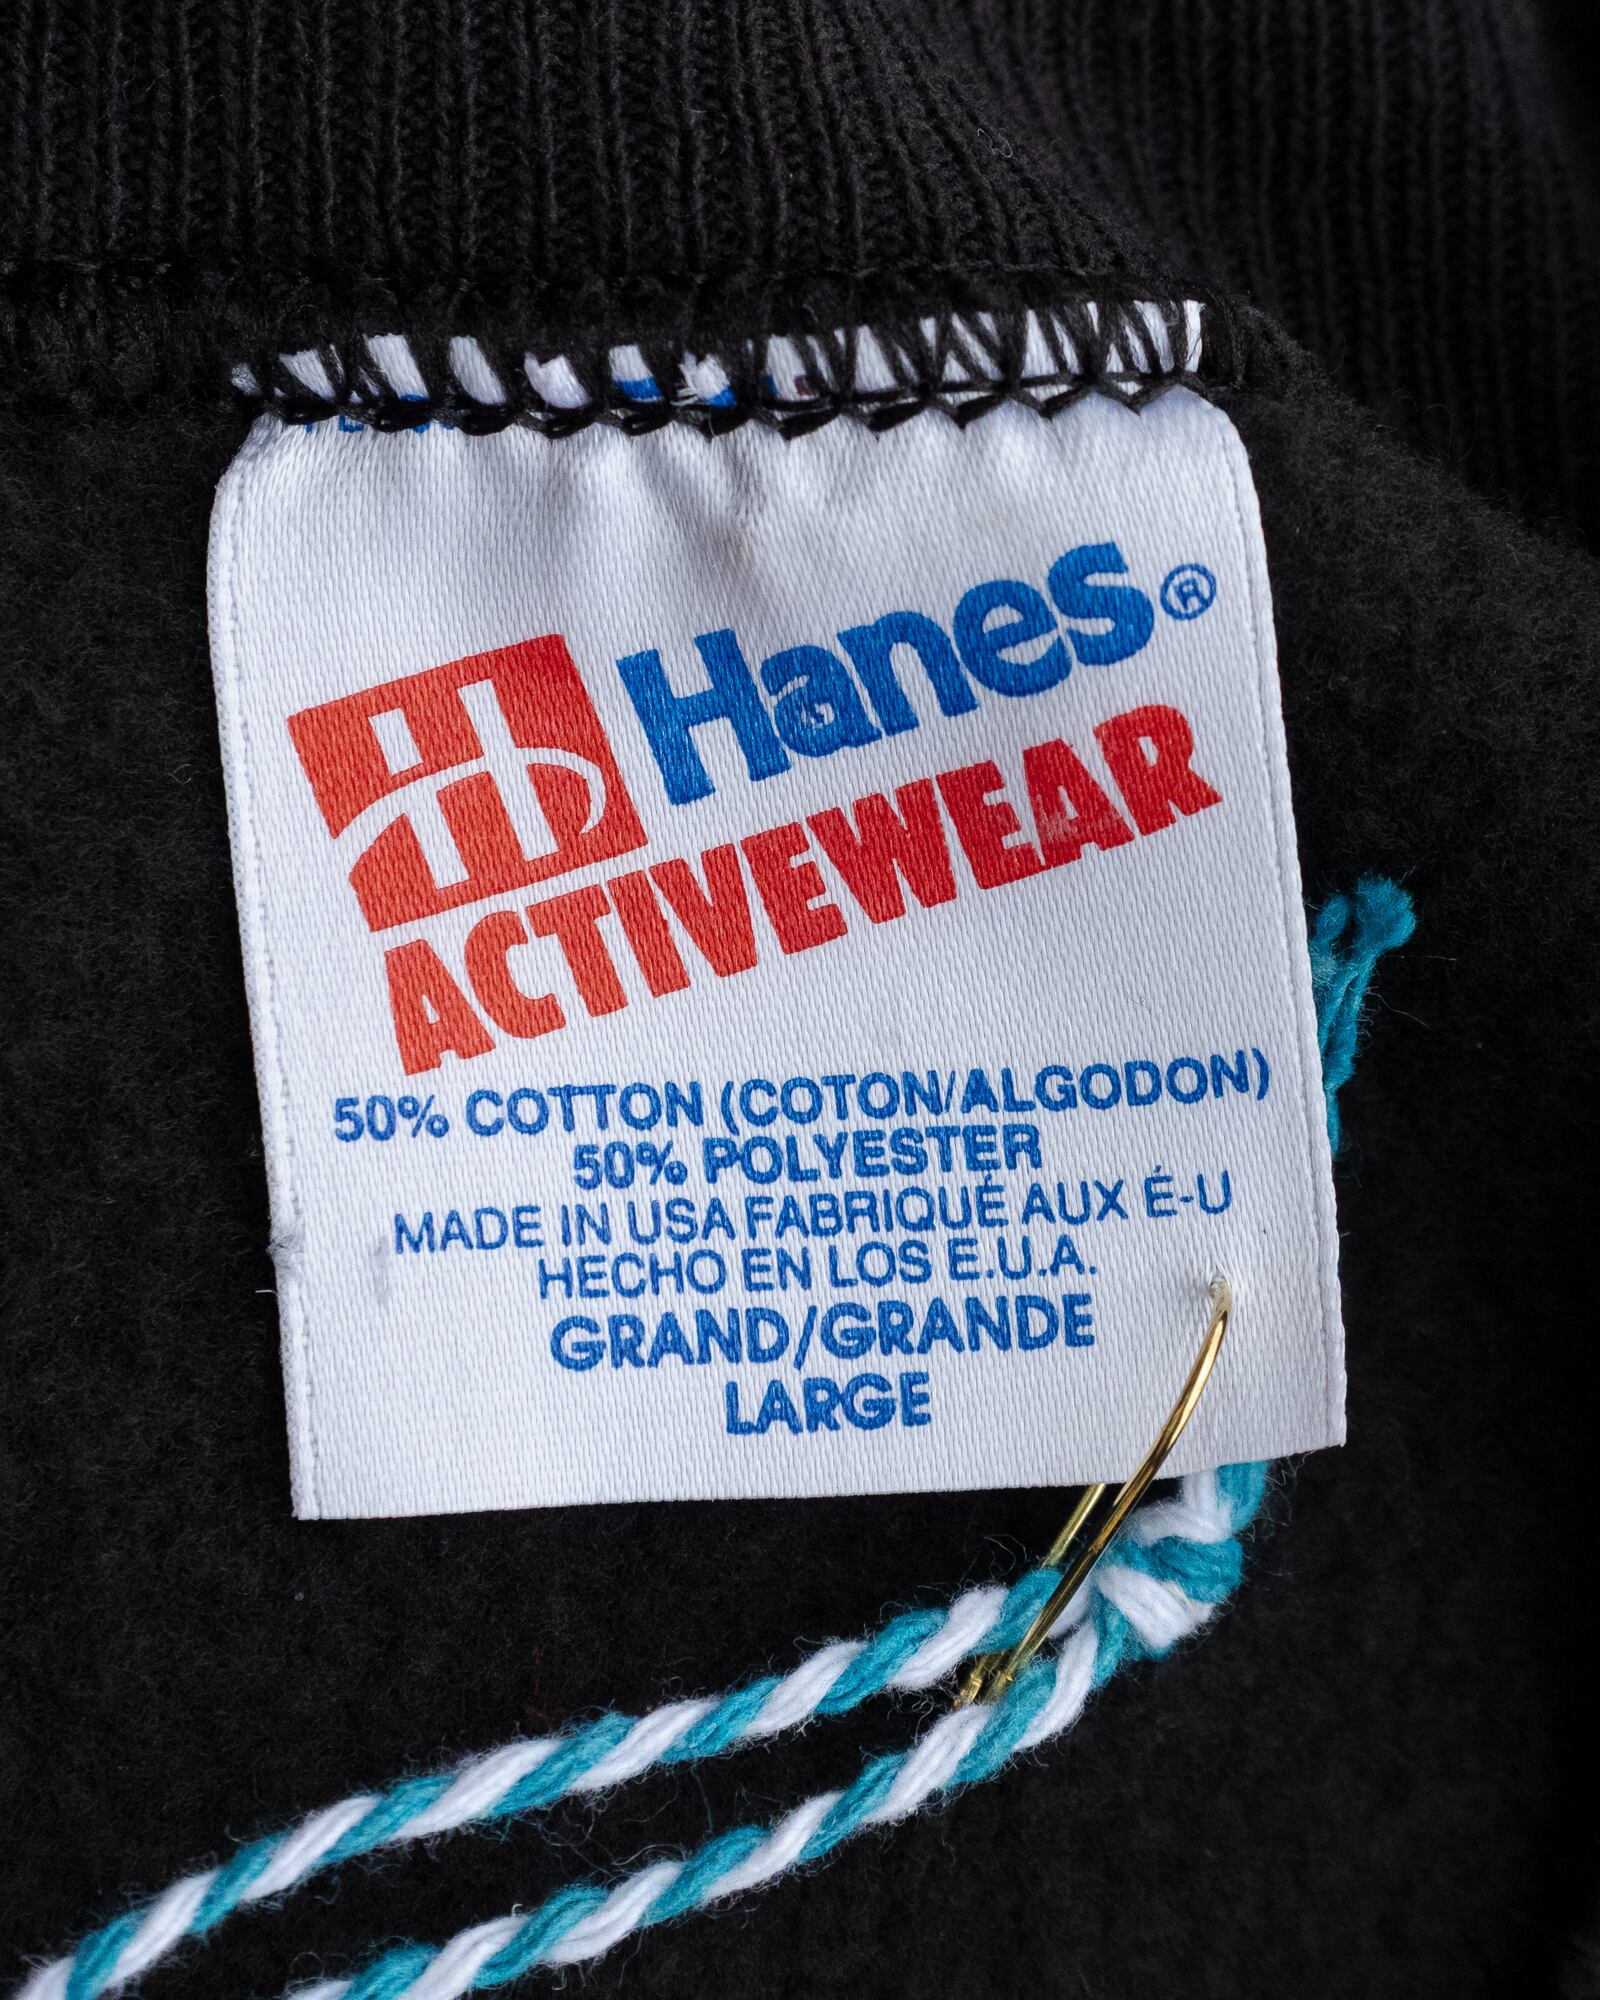 Hanes®
ACTIVEWEAR
50% COTTON (COTON/ALGODON)
50% POLYESTER
MADE IN USA FABRIQUÉ AUX É-U
HECHO EN LOS E.U.A.
GRAND/GRANDE
LARGE